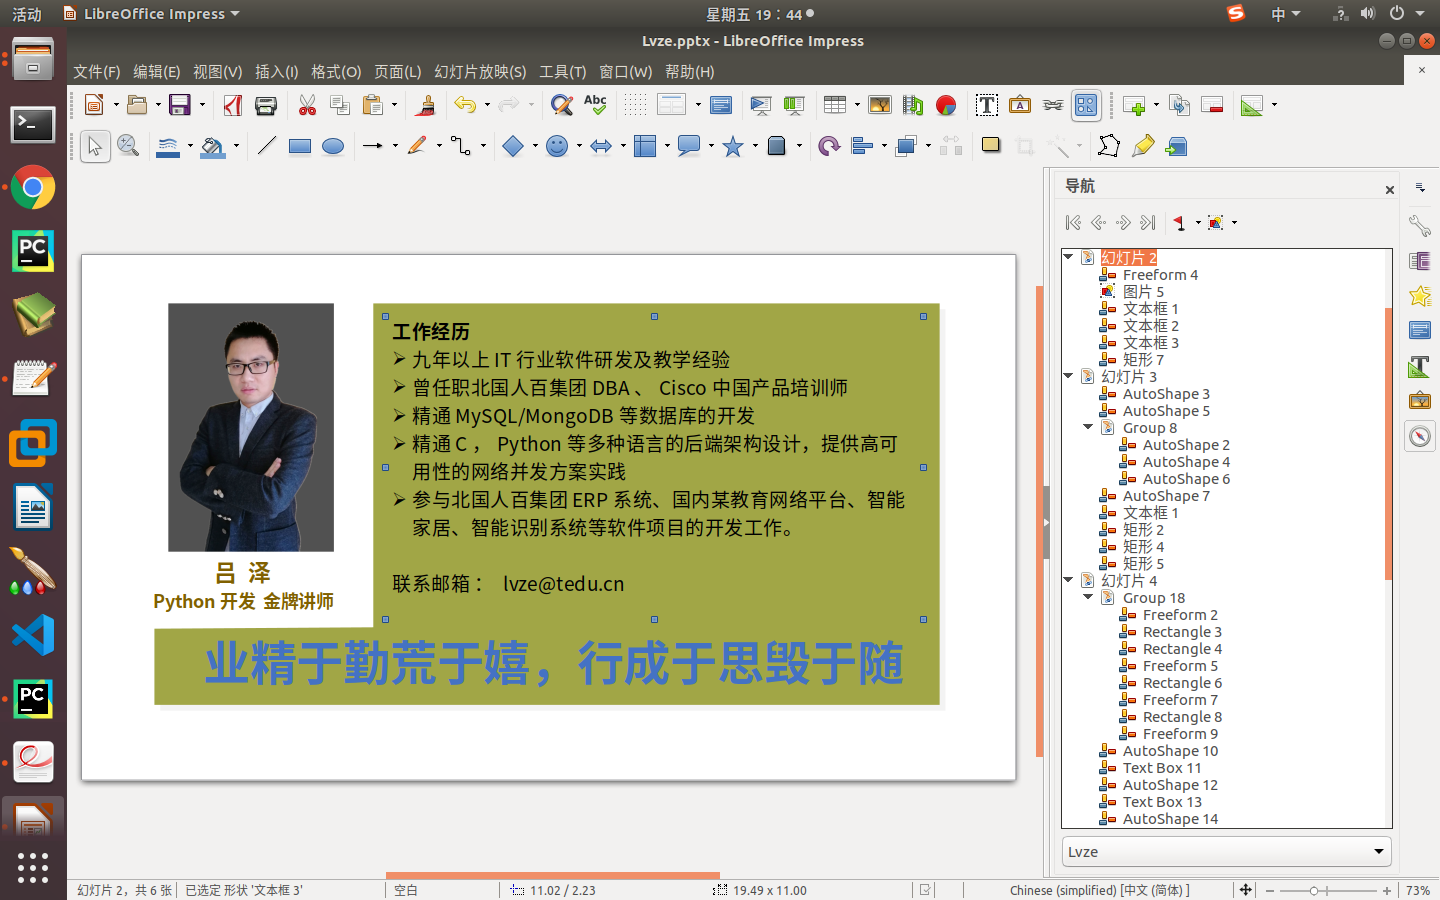 活动
LibreOffice Impress
星期五 19：44
中
Lvze.pptx - LibreOffice Impress
文件(F) 编辑(E) 视图(V) 插入(I) 格式(O) 页面(L) 幻灯片放映(S) 工具(T) 窗口(W) 帮助(H)
导航
工作经历
九年以上 IT 行业软件研发及教学经验
曾任职北国人百集团 DBA 、 Cisco 中国产品培训师
精通 MySQL/MongoDB 等数据库的开发
精通 C ， Python 等多种语言的后端架构设计，提供高可
用性的网络并发方案实践
参与北国人百集团 ERP 系统、国内某教育网络平台、智能
家居、智能识别系统等软件项目的开发工作。
联系邮箱： lvze@tedu.cn
吕 泽
Python 开发 金牌讲师
业精于勤荒于嬉，行成于思毁于随
幻灯片 2
Freeform 4
图片 5
文本框 1
文本框 2
文本框 3
矩形 7
幻灯片 3
AutoShape 3
AutoShape 5
Group 8
AutoShape 2
AutoShape 4
AutoShape 6
AutoShape 7
文本框 1
矩形 2
矩形 4
矩形 5
幻灯片 4
Group 18
Freeform 2
Rectangle 3
Rectangle 4
Freeform 5
Rectangle 6
Freeform 7
Rectangle 8
Freeform 9
AutoShape 10
Text Box 11
AutoShape 12
Text Box 13
AutoShape 14
Lvze
幻灯片 2，共 6 张
已选定 形状 '文本框 3'
空白
11.02 / 2.23
19.49 x 11.00
Chinese (simplified) [中文 (简体) ]
73%